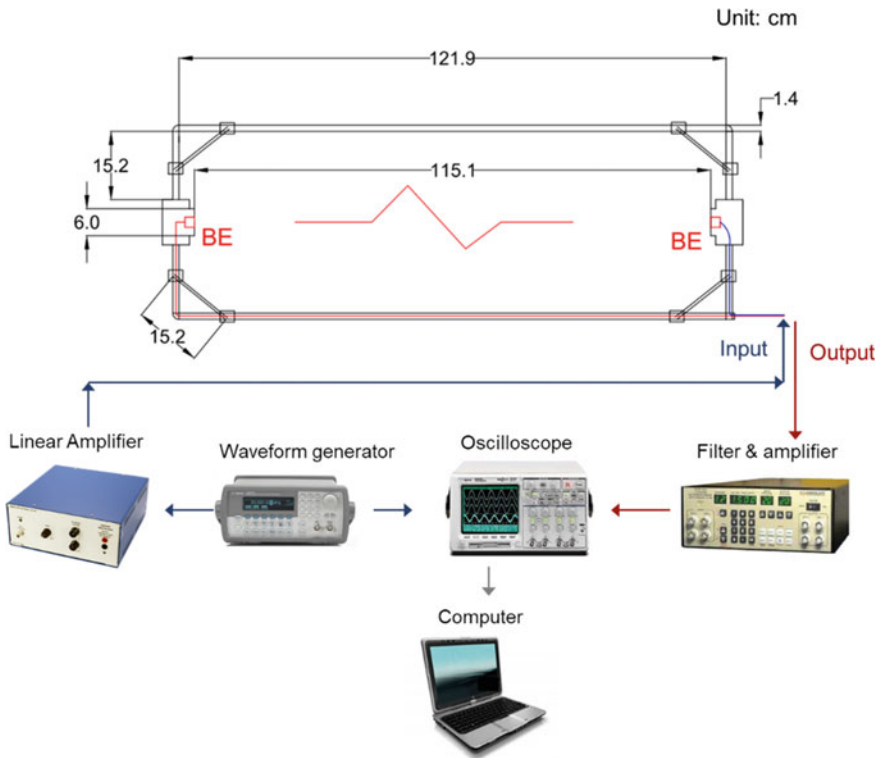 Unit: cm
121.9
1.4
15.2
115.1
6.0
BE
BE
15.2
Input
Output
Linear Amplifier
Waveform generator
Oscilloscope
Filter & amplifier
Computer